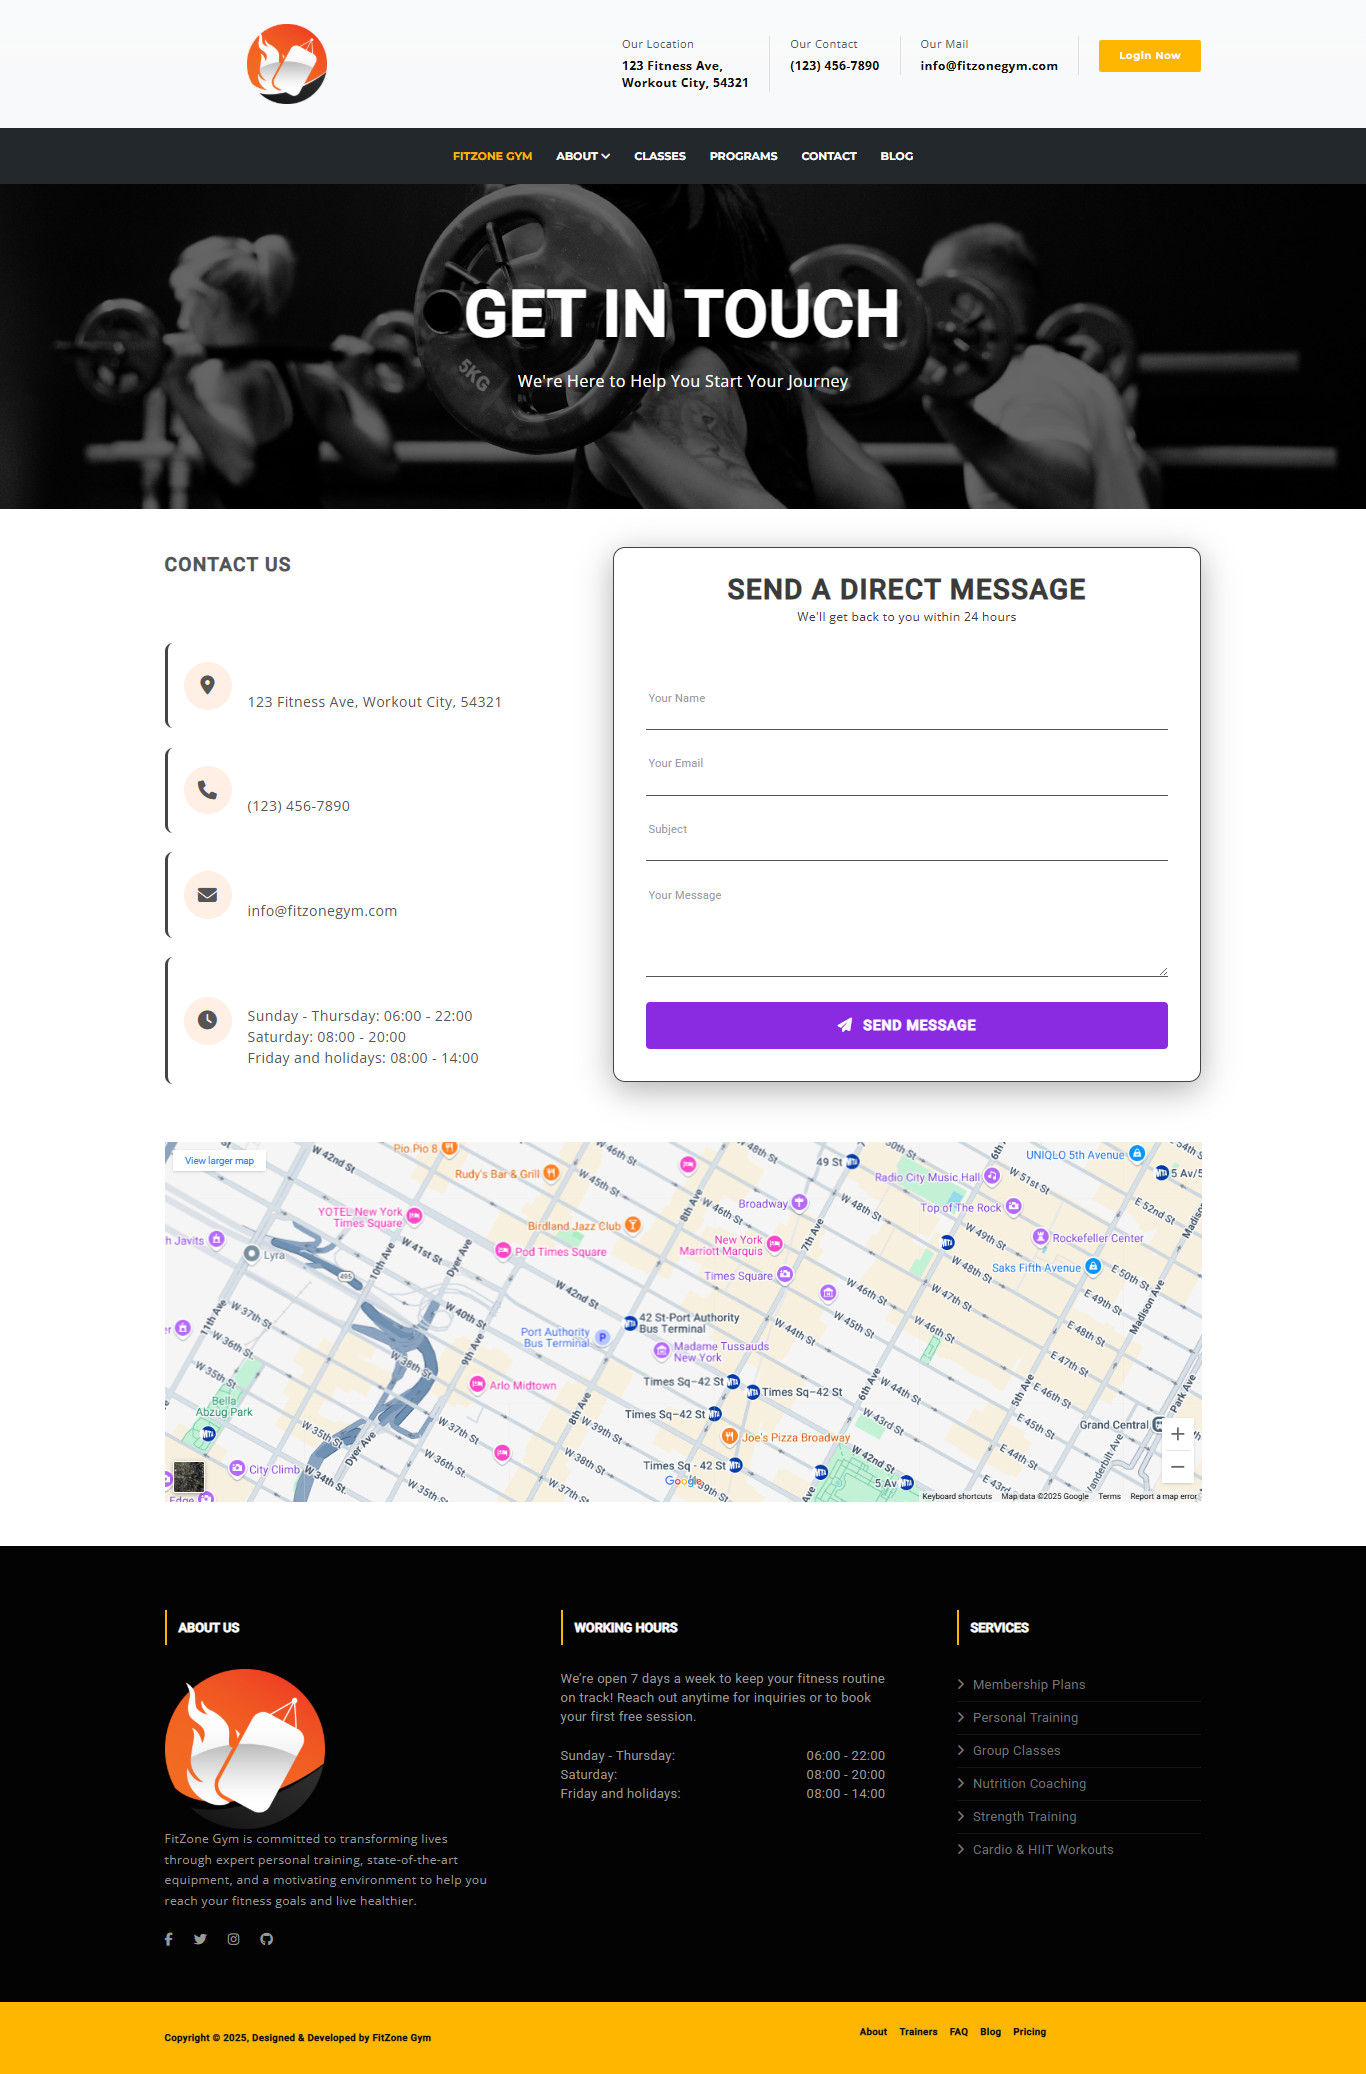 Our Location
123 Fitness Ave,
Workout City, 54321
Our Contact
(123) 456-7890
Our Mail
info@fitzonegym.com
Login Now
FITZONE GYM
ABOUT
CLASSES
PROGRAMS
CONTACT
BLOG
5KG
GET IN TOUCH
We're Here to Help You Start Your Journey
CONTACT US
123 Fitness Ave, Workout City, 54321
(123) 456-7890
info@fitzonegym.com
Sunday - Thursday: 06:00 - 22:00
Saturday: 08:00 - 20:00
Friday and holidays: 08:00 - 14:00
SEND A DIRECT MESSAGE
We'll get back to you within 24 hours
Your Name
Your Email
Subject
Your Message
SEND MESSAGE
View larger map
W 42nd St
Pio Pio 8
Rudy's Bar & Grill
W 45th St
49 St
Radio City Music Hall
6th
UNIQLO 5th Avenue
W 54th St
5 Av/5
W 51st St
YOTEL New York
Times Square
Birdland Jazz Club
8th Ave
W 46th St
Broadway
7th Ave
W 48th St
Top of The Rock
E 52nd St
Madison
h Javits
Lyra
W 41st St
Dyer Ave
10th Ave
Pod Times Square
New York
Marriott Marquis
Times Square
W 47th St
W 49th St
Rockefeller Center
Saks Fifth Avenue
W 48th St
E 50th St
495
W 42nd St
W 46th St
W 47th St
E 49th St
Madison Ave
11th Ave
W 37th St
W 36th St
W 40th St
9th Ave
Port Authority
Bus Terminal
42 St-Port Authority
Bus Terminal
Madame Tussauds
New York
W 44th St
W 45th St
W 46th St
E 48th St
E 47th St
W 35th St
W 38th St
Arlo Midtown
Times Sq-42 St
Times Sq-42 St
Times Sq-42 St
6th Ave
W 44th St
5th Ave
E 46th St
Park Ave
Bella
Abzug Park
W 35th St
Dyer Ave
W 37th St
8th Ave
W 39th St
W 38th St
Joe's Pizza Broadway
W 43rd St
E 45th St
Grand Central
City Climb
W 34th St
W 36th St
W 37th St
Times Sq - 42 St
39th St
W 42nd St
5 Av
E 44th St
Vanderbilt Ave
Edge
Google
Keyboard shortcuts
Map data ©2025 Google
Terms
Report a map error
ABOUT US
FitZone Gym is committed to transforming lives
through expert personal training, state-of-the-art
equipment, and a motivating environment to help you
reach your fitness goals and live healthier.
WORKING HOURS
We're open 7 days a week to keep your fitness routine
on track! Reach out anytime for inquiries or to book
your first free session.
Sunday - Thursday: 06:00 - 22:00
Saturday: 08:00 - 20:00
Friday and holidays: 08:00 - 14:00
SERVICES
Membership Plans
Personal Training
Group Classes
Nutrition Coaching
Strength Training
Cardio & HIIT Workouts
Copyright © 2025, Designed & Developed by FitZone Gym
About
Trainers
FAQ
Blog
Pricing